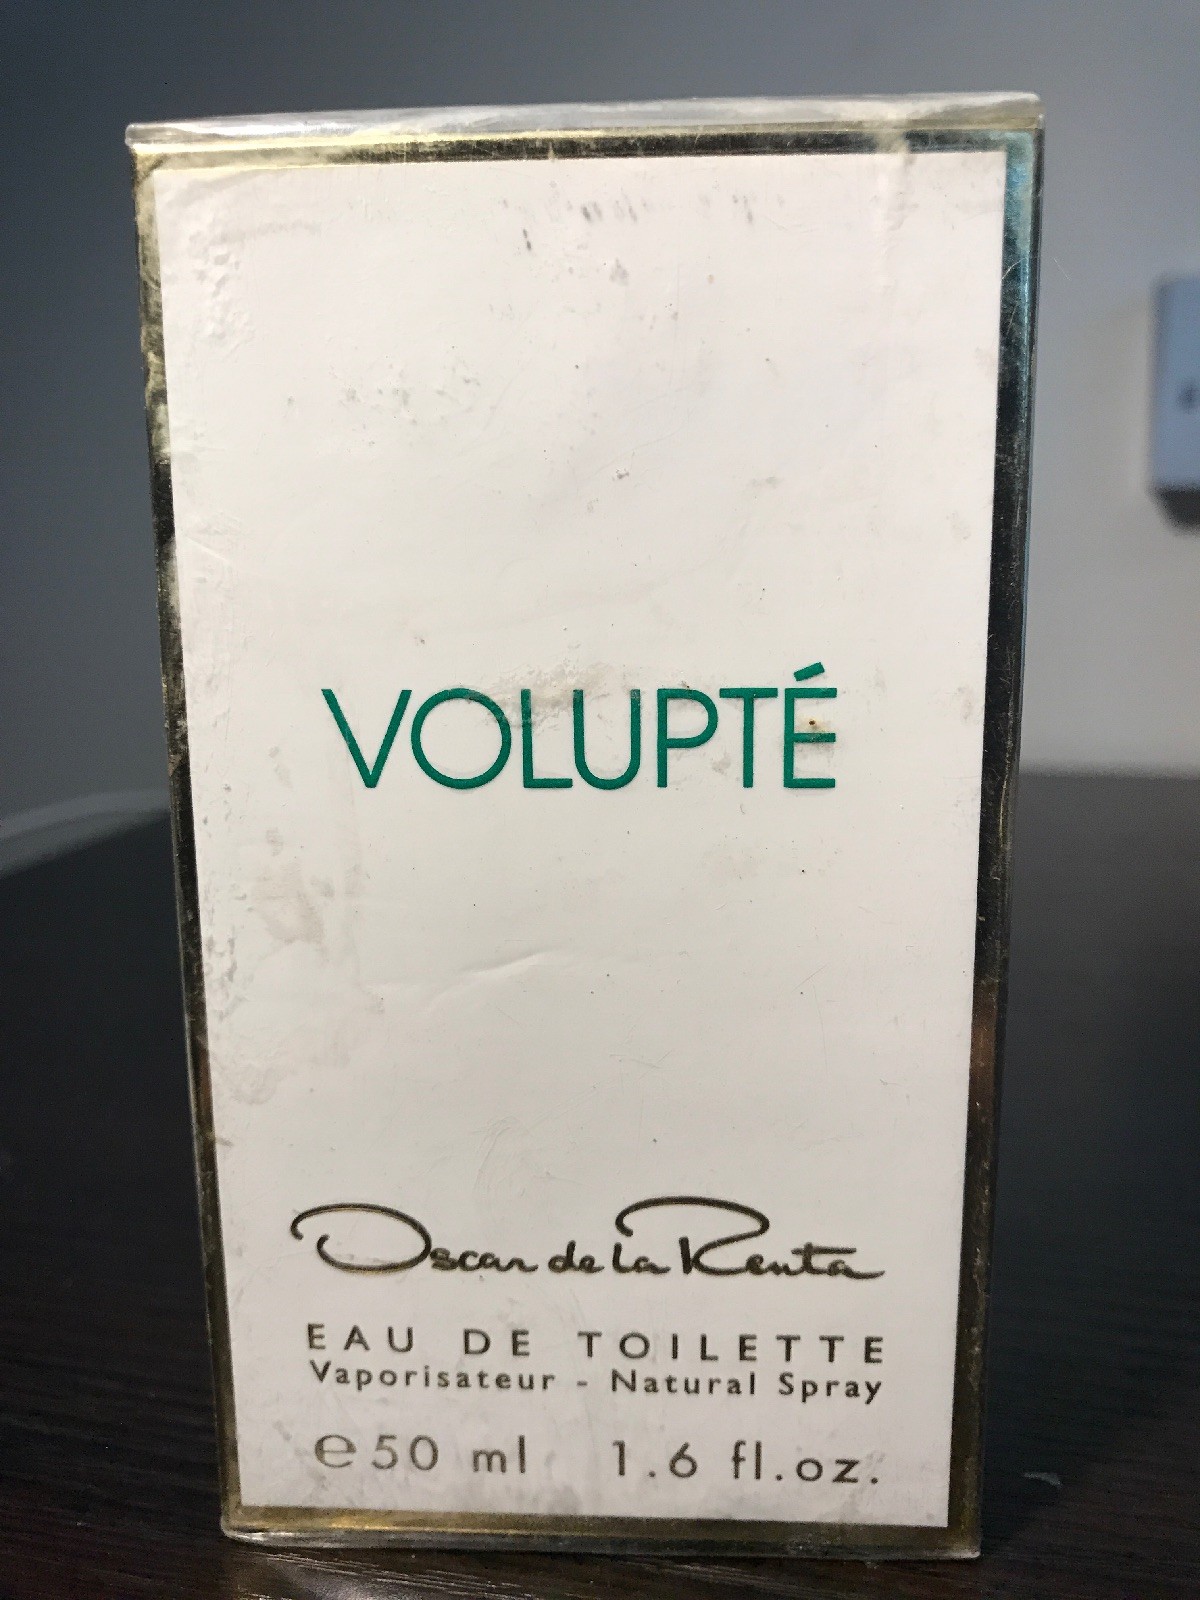 VOLUPTÉ
Oscar de la Renta
EAU DE TOILETTE
Vaporisateur - Natural Spray
℮50 ml 1.6 fl.oz.